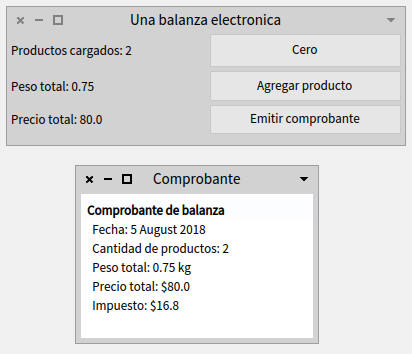 Una balanza electronica
Productos cargados: 2
Cero
Peso total: 0.75
Agregar producto
Precio total: 80.0
Emitir comprobante
Comprobante
Comprobante de balanza
Fecha: 5 August 2018
Cantidad de productos: 2
Peso total: 0.75 kg
Precio total: $80.0
Impuesto: $16.8